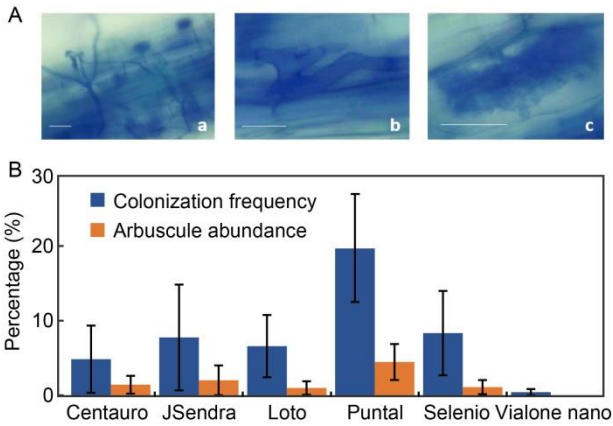 A
a
b
c
B
Percentage (%)
30
20
10
0
Colonization frequency
Arbuscule abundance
Centauro JSendra Loto Puntal Selenio Vialone nano